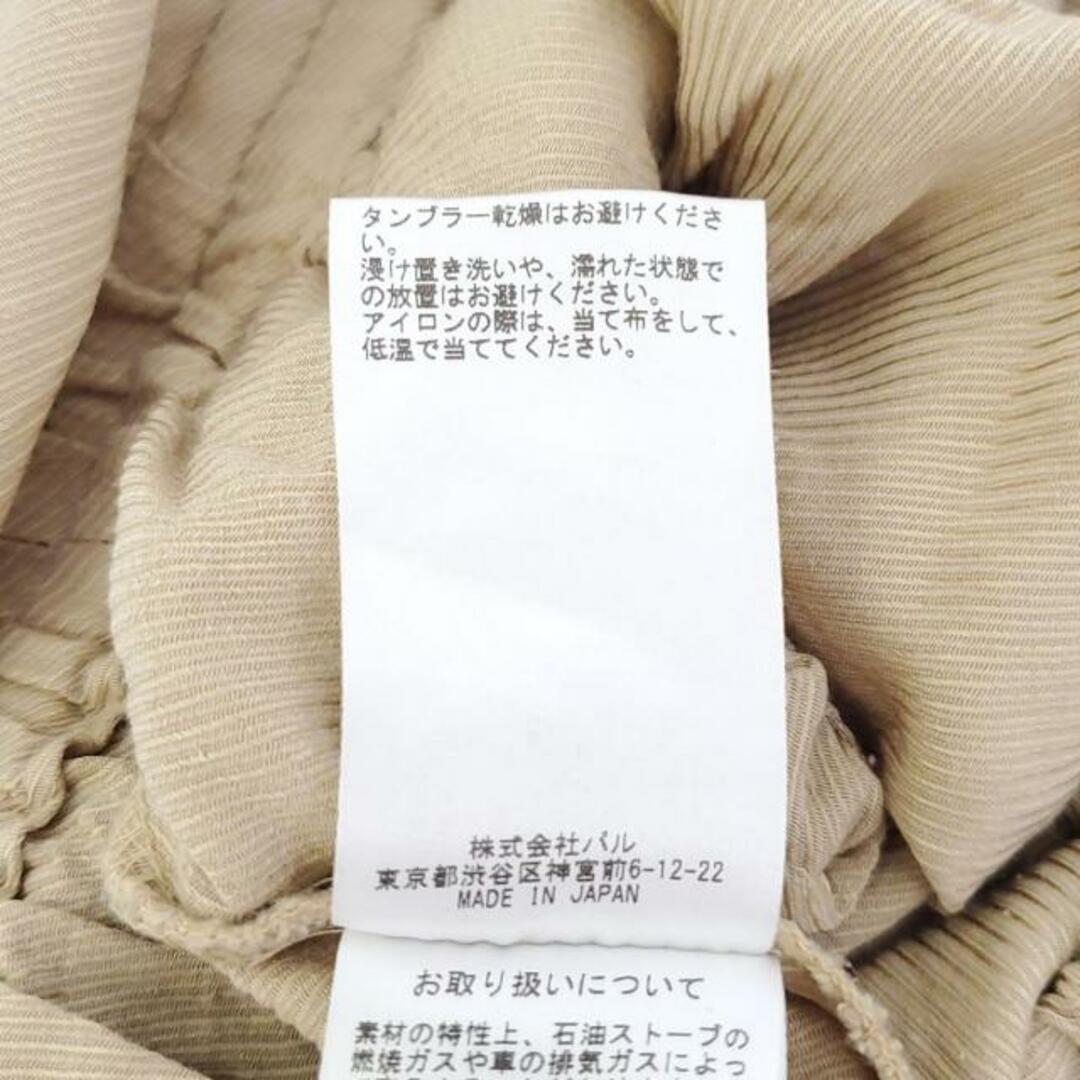 タンブラー乾燥はお避けくださ
い。
浸け置き洗いや、濡れた状態で
の放置はお避けください。
アイロンの際は、当て布をして、
低温で当ててください。
株式会社パル
東京都渋谷区神宮前6-12-22
MADE IN JAPAN
お取り扱いについて
素材の特性上、石油ストーブの
燃焼ガスや車の排気ガスによっ